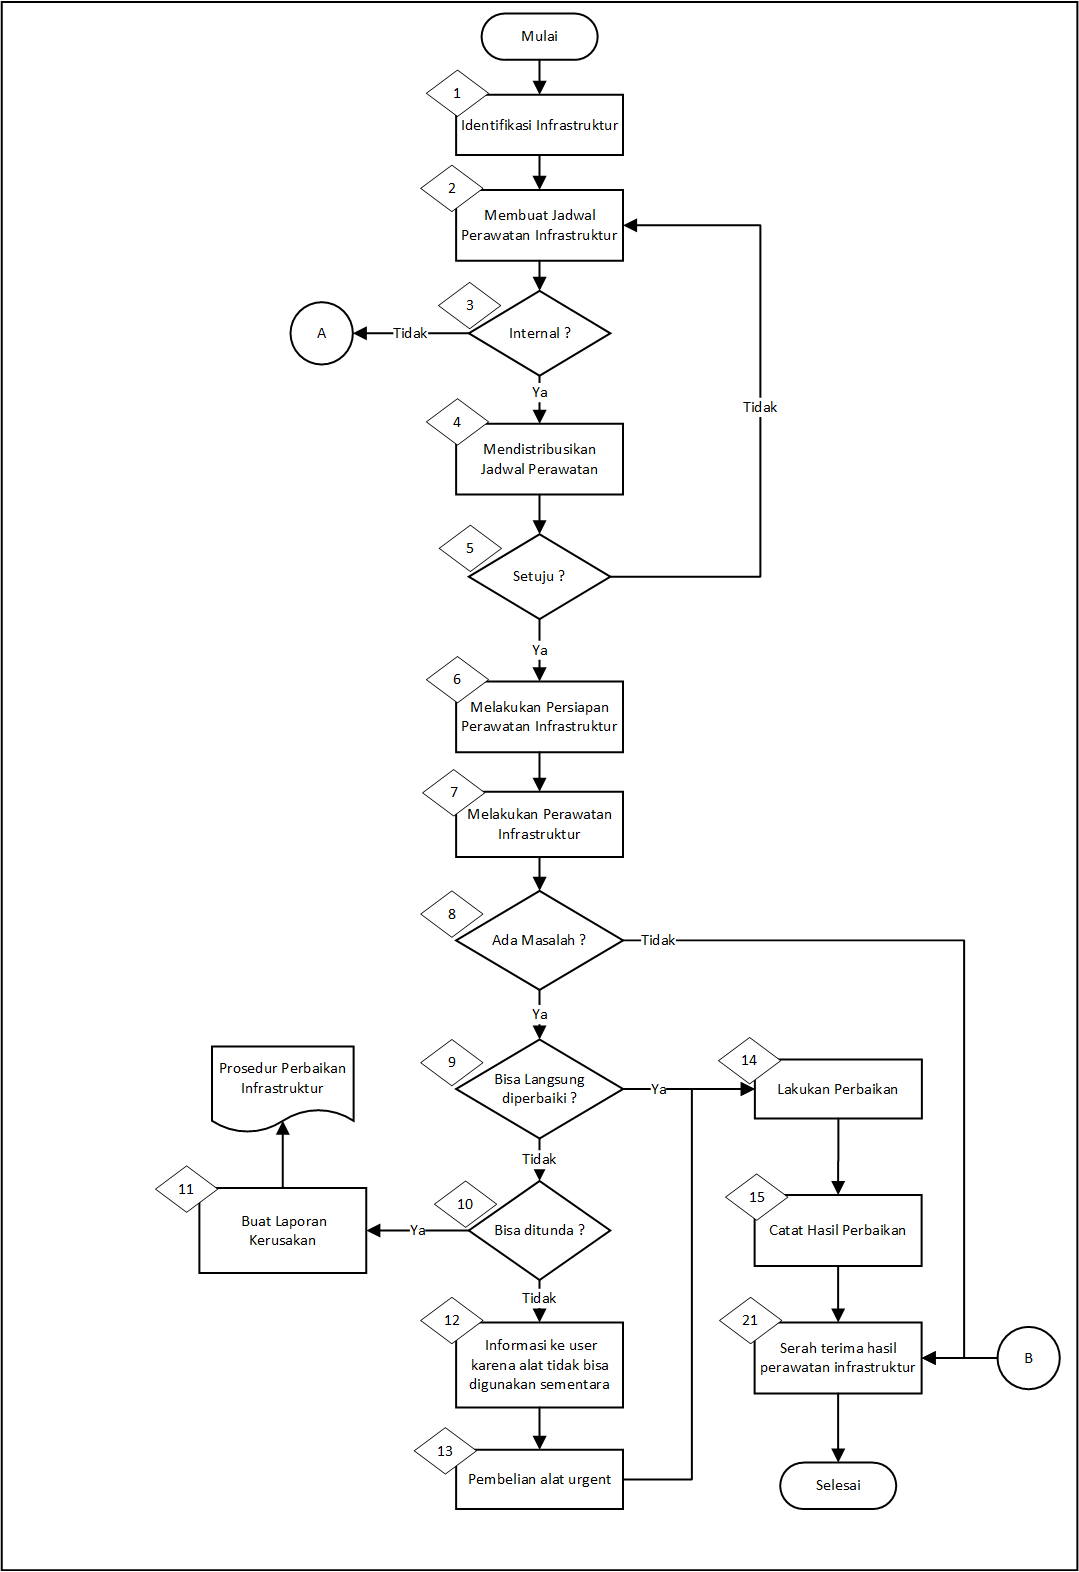 Mulai
1
Identifikasi Infrastruktur
2
Membuat Jadwal
Perawatan Infrastruktur
3
Internal ?
Tidak
A
Ya
4
Mendistribusikan
Jadwal Perawatan
Tidak
5
Setuju ?
Ya
6
Melakukan Persiapan
Perawatan Infrastruktur
7
Melakukan Perawatan
Infrastruktur
8
Ada Masalah ?
Tidak
Ya
9
Bisa Langsung
diperbaiki ?
Ya
14
Lakukan Perbaikan
Prosedur Perbaikan
Infrastruktur
Tidak
11
Buat Laporan
Kerusakan
Ya
10
Bisa ditunda ?
15
Catat Hasil Perbaikan
Tidak
12
Informasi ke user
karena alat tidak bisa
digunakan sementara
21
Serah terima hasil
perawatan infrastruktur
B
13
Pembelian alat urgent
Selesai